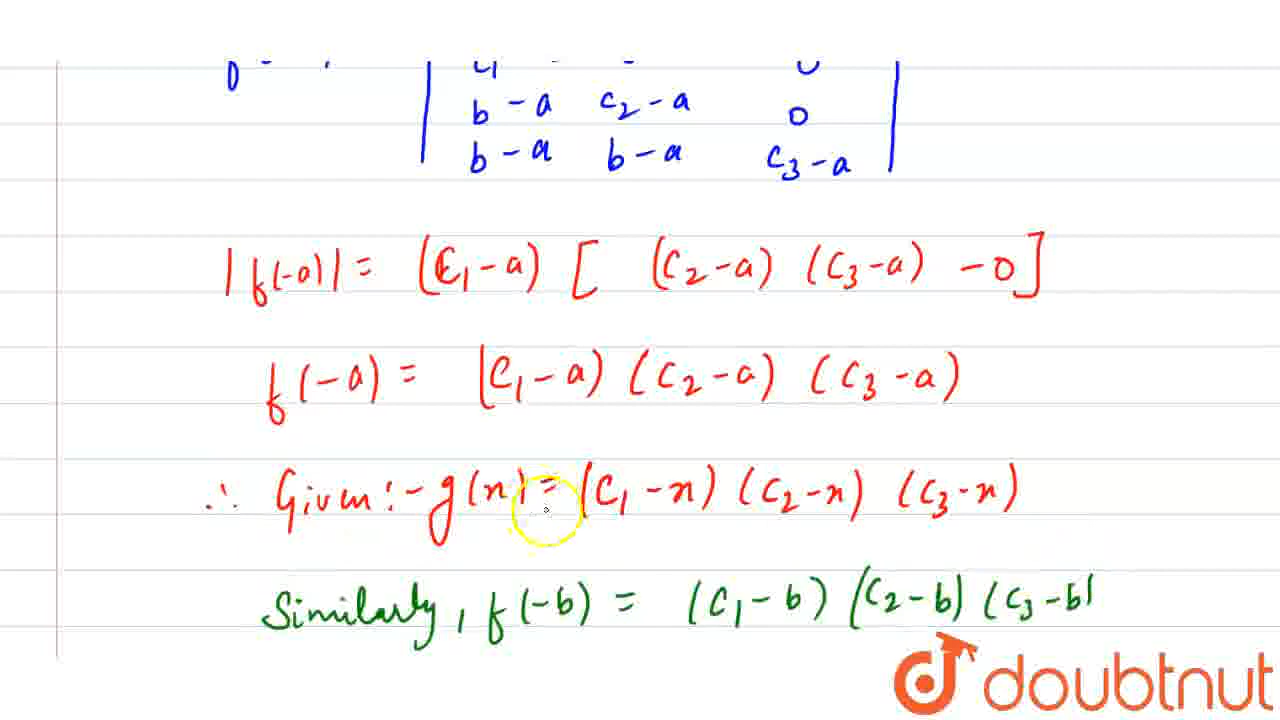 b - a c₂ - a 0
b - a b - a c₃ - a
|f(-a)| = (c₁ - a) [ (c₂ - a) (c₃ - a) - 0]
f(-a) = (c₁ - a) (c₂ - a) (c₃ - a)
∴ Given:- g(x) = (c₁ - x) (c₂ - x) (c₃ - x)
Similarly, f(-b) = (c₁ - b) (c₂ - b) (c₃ - b)
doubtnut